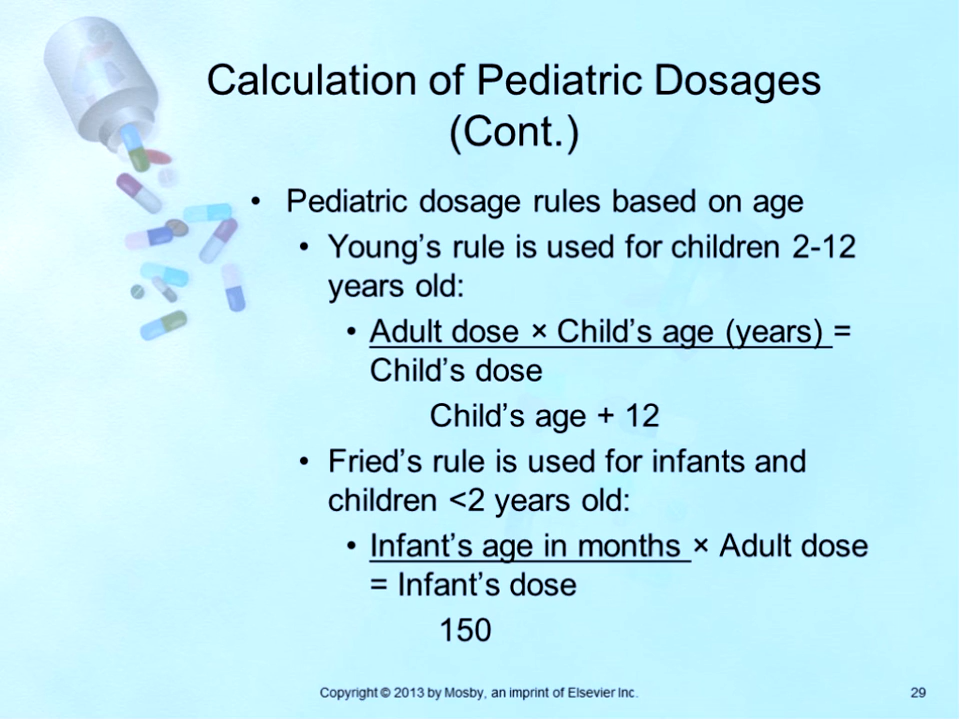 Calculation of Pediatric Dosages
(Cont.)
• Pediatric dosage rules based on age
• Young’s rule is used for children 2-12
years old:
• Adult dose × Child’s age (years) =
Child’s dose
Child’s age + 12
• Fried’s rule is used for infants and
children <2 years old:
• Infant’s age in months × Adult dose
= Infant’s dose
150
Copyright © 2013 by Mosby, an imprint of Elsevier Inc.
29